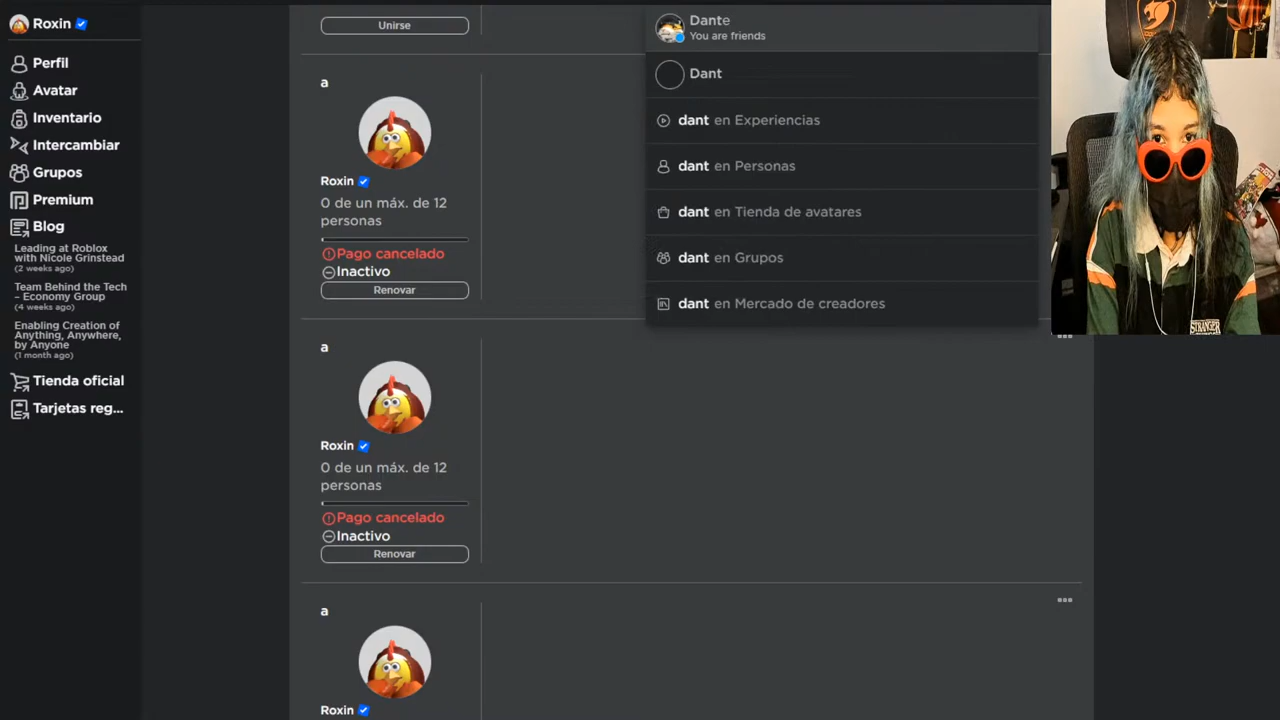 Roxin
Perfil
Avatar
Inventario
Intercambiar
Grupos
Premium
Blog
Leading at Roblox
with Nicole Grinstead
(2 weeks ago)
Team Behind the Tech
– Economy Group
(4 weeks ago)
Enabling Creation of
Anything, Anywhere,
by Anyone
(1 month ago)
Tienda oficial
Tarjetas reg...
Unirse
a
Roxin
0 de un máx. de 12
personas
Pago cancelado
Inactivo
Renovar
a
Roxin
0 de un máx. de 12
personas
Pago cancelado
Inactivo
Renovar
a
Roxin
Dante
You are friends
Dant
dant en Experiencias
dant en Personas
dant en Tienda de avatares
dant en Grupos
dant en Mercado de creadores
COUGAR
STRANGER